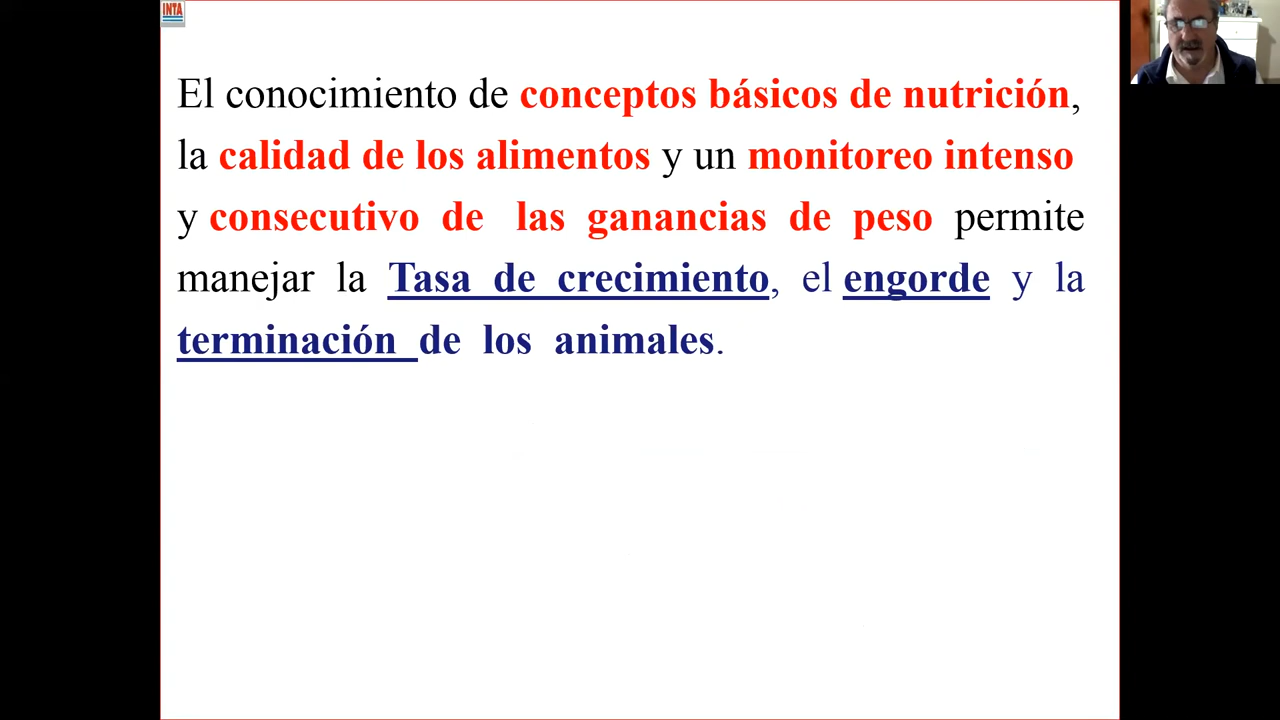 INTA
El conocimiento de conceptos básicos de nutrición,
la calidad de los alimentos y un monitoreo intenso
y consecutivo de las ganancias de peso permite
manejar la Tasa de crecimiento, el engorde y la
terminación de los animales.